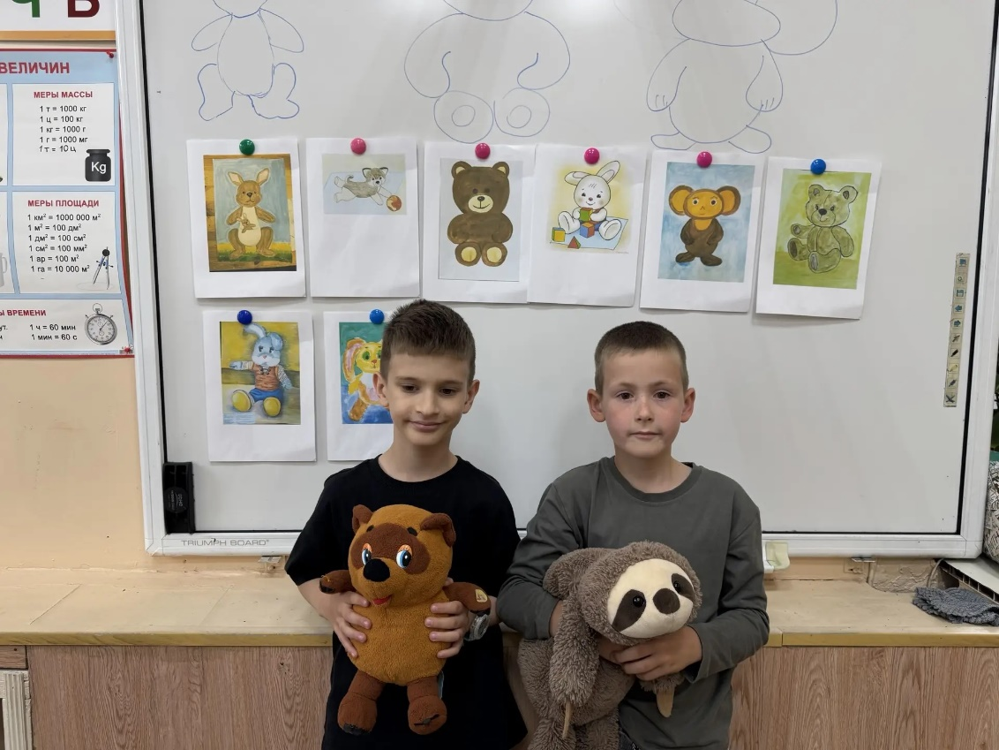 Ч Ь
ВЕЛИЧИН
МЕРЫ МАССЫ
1 т = 1000 кг
1 ц = 100 кг
1 кг = 1000 г
1 г = 1000 мг
1 т = 10 ц
Kg
МЕРЫ ПЛОЩАДИ
1 км² = 1000 000 м²
1 м² = 100 дм²
1 дм² = 100 см²
1 см² = 100 мм²
1 ар = 100 м²
1 га = 10 000 м²
Ы ВРЕМЕНИ
ут. 1 ч = 60 мин
1 мин = 60 с
TRIUMPH BOARD